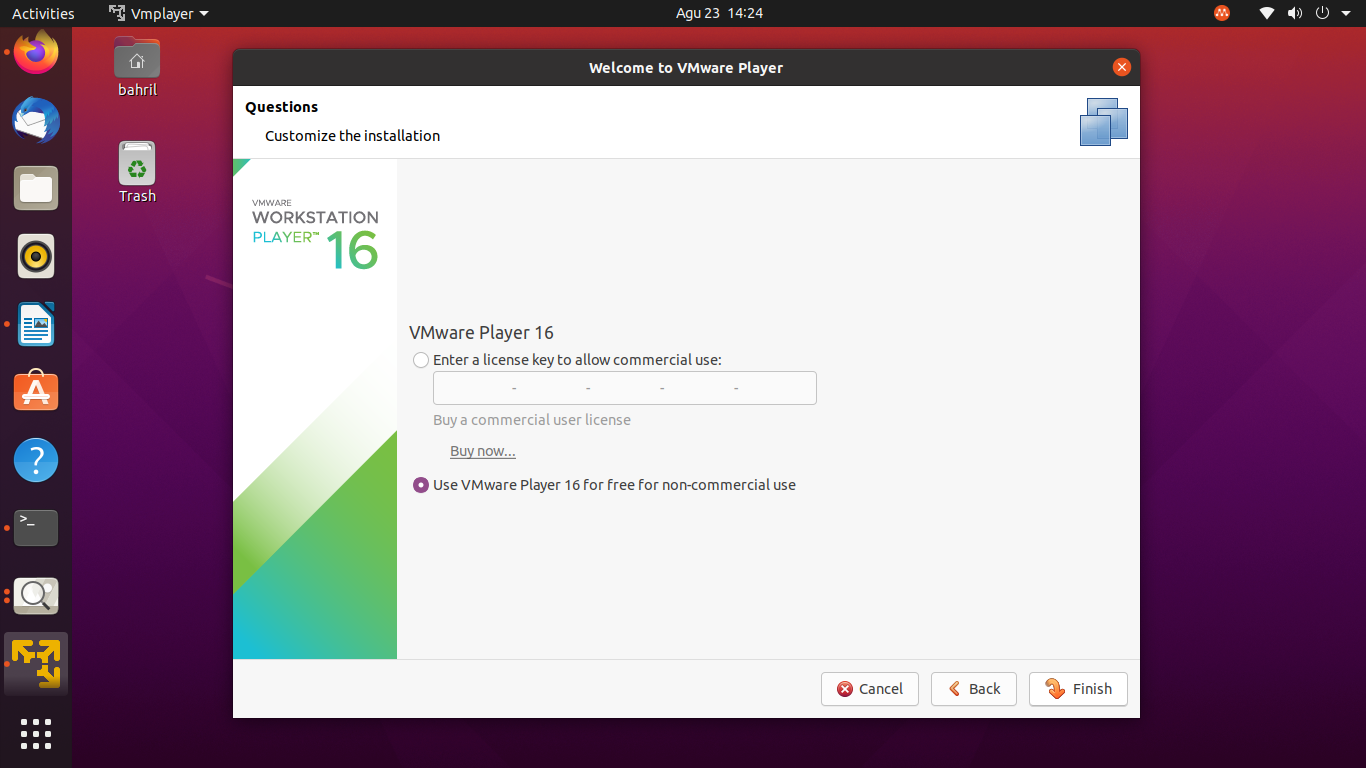 Activities
Vmplayer
Agu 23 14:24
bahril
Trash
Welcome to VMware Player
Questions
Customize the installation
VMWARE
WORKSTATION
PLAYER™ 16
VMware Player 16
Enter a license key to allow commercial use:
- - - -
Buy a commercial user license
Buy now...
Use VMware Player 16 for free for non-commercial use
Cancel
Back
Finish